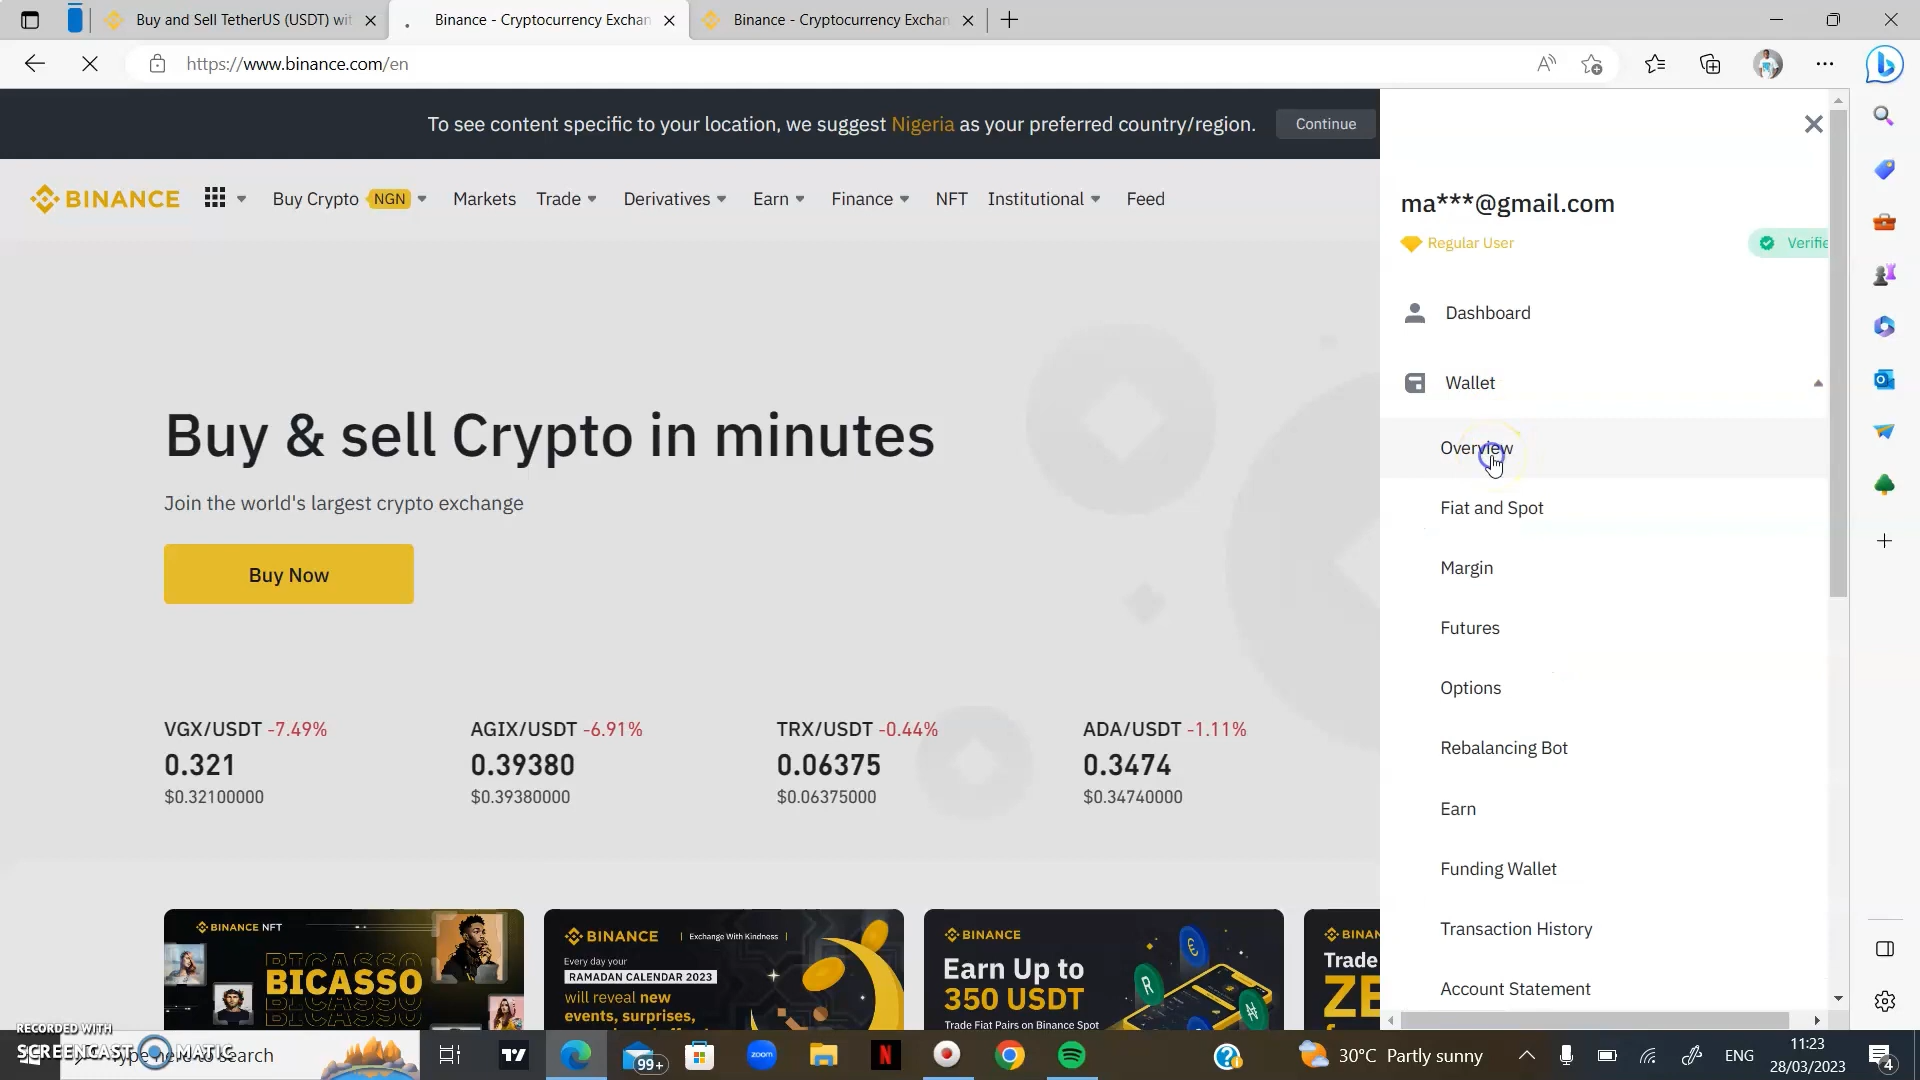 Buy and Sell TetherUS (USDT) wit
Binance - Cryptocurrency Exchan
Binance - Cryptocurrency Exchan
https://www.binance.com/en
To see content specific to your location, we suggest Nigeria as your preferred country/region.
Continue
BINANCE
Buy Crypto NGN
Markets
Trade
Derivatives
Earn
Finance
NFT
Institutional
Feed
ma***@gmail.com
Regular User
Verifie
Dashboard
Wallet
Overview
Fiat and Spot
Margin
Futures
Options
Rebalancing Bot
Earn
Funding Wallet
Transaction History
Account Statement
Buy & sell Crypto in minutes
Join the world's largest crypto exchange
Buy Now
VGX/USDT -7.49%
0.321
$0.32100000
AGIX/USDT -6.91%
0.39380
$0.39380000
TRX/USDT -0.44%
0.06375
$0.06375000
ADA/USDT -1.11%
0.3474
$0.34740000
BINANCE NFT
BICASSO
BINANCE | Exchange With Kindness |
Every day your
RAMADAN CALENDAR 2023
will reveal new
events, surprises,
BINANCE
Earn Up to
350 USDT
Trade Fiat Pairs on Binance Spot
BINAN
Trade
ZE
RECORDED WITH
SCREENCAST MATIC
Type here to search
99+
zoom
30°C Partly sunny
ENG
11:23
28/03/2023
4